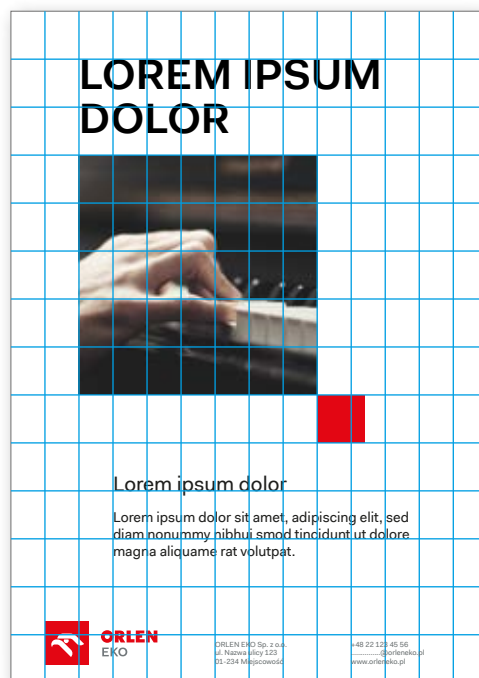 LOREM IPSUM
DOLOR
Lorem ipsum dolor
Lorem ipsum dolor sit amet, adipiscing elit, sed
diam nonummy nibhui smod tincidunt ut dolore
magna aliquame rat volutpat.
ORLEN
EKO
ORLEN EKO Sp. z o.o.
ul. Nazwa ulicy 123
01-234 Miejscowość
+48 22 123 45 56
..............@orleneko.pl
www.orleneko.pl